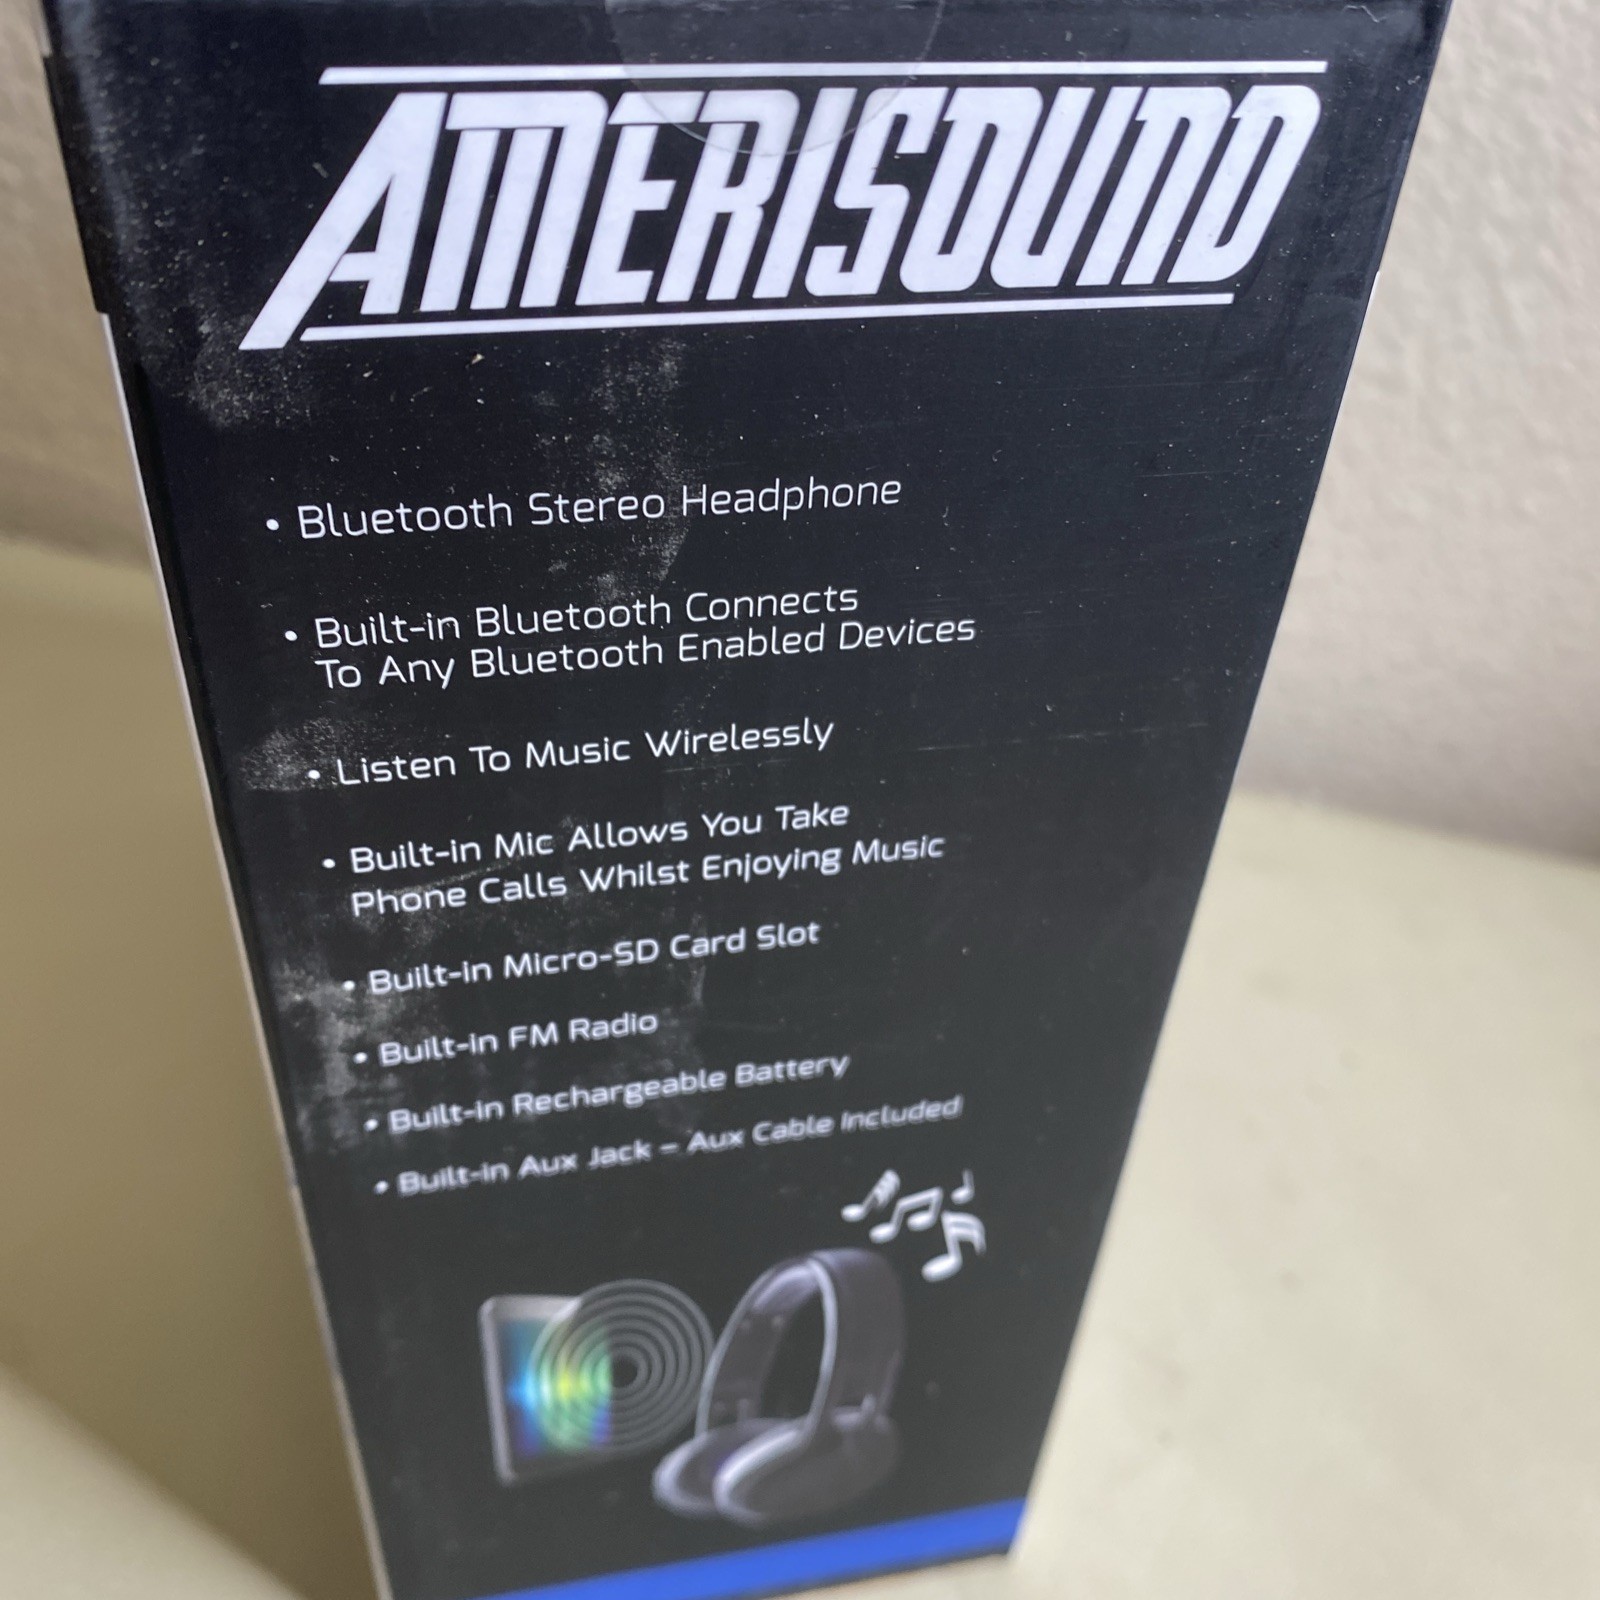 AMERISOUND
• Bluetooth Stereo Headphone
• Built-in Bluetooth Connects
To Any Bluetooth Enabled Devices
• Listen To Music Wirelessly
• Built-in Mic Allows You Take
Phone Calls Whilst Enjoying Music
• Built-in Micro-SD Card Slot
• Built-in FM Radio
• Built-in Rechargeable Battery
• Built-in Aux Jack – Aux Cable Included